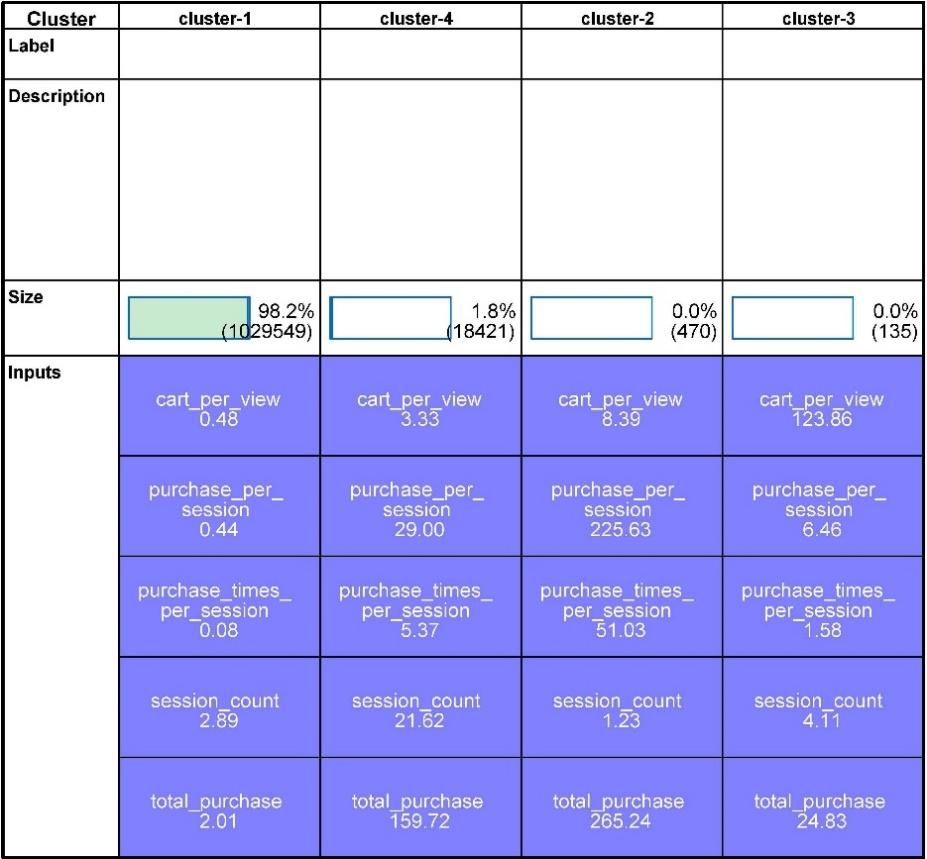 Cluster cluster-1 cluster-4 cluster-2 cluster-3
Label
Description
Size
98.2% 1.8% 0.0% 0.0%
(1029549) (18421) (470) (135)
Inputs
cart_per_view cart_per_view cart_per_view cart_per_view
0.48 3.33 8.39 123.86
purchase_per_ purchase_per_ purchase_per_ purchase_per_
session session session session
0.44 29.00 225.63 6.46
purchase_times_ purchase_times_ purchase_times_ purchase_times_
per_session per_session per_session per_session
0.08 5.37 51.03 1.58
session_count session_count session_count session_count
2.89 21.62 1.23 4.11
total_purchase total_purchase total_purchase total_purchase
2.01 159.72 265.24 24.83